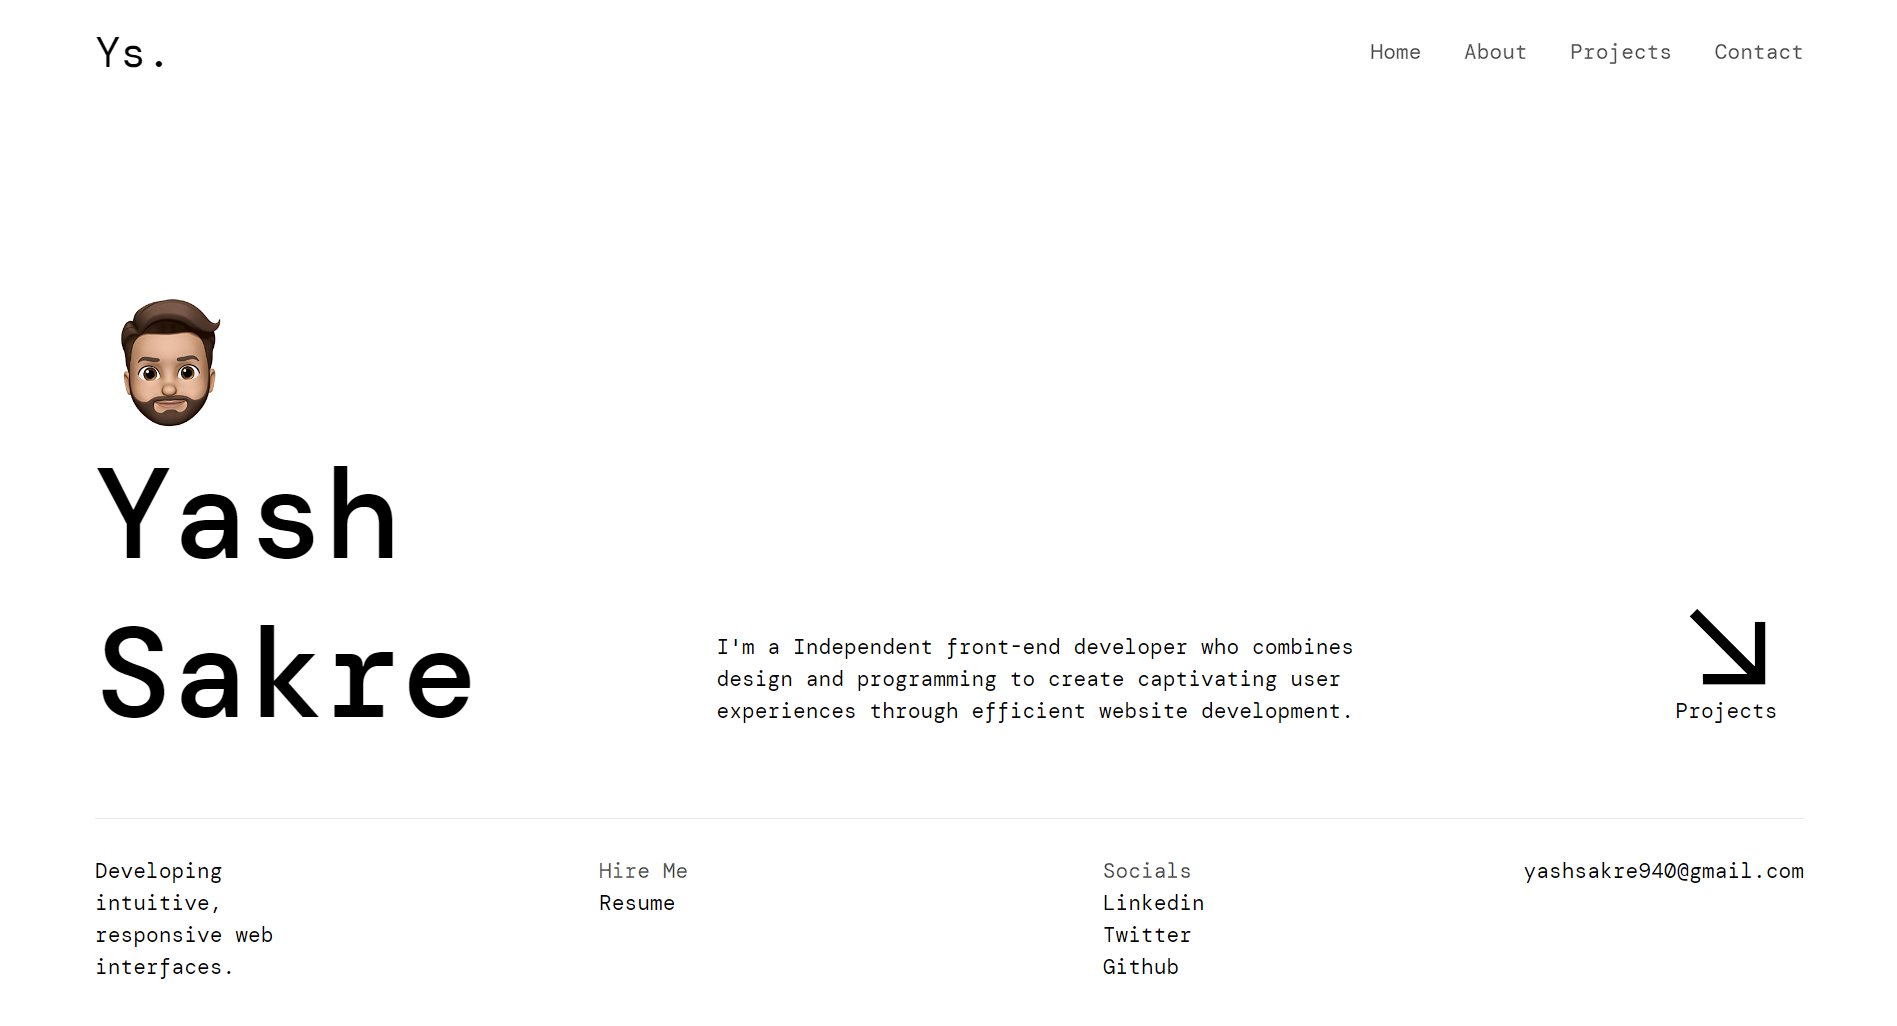 Ys.
Home About Projects Contact
Yash
Sakre
I'm a Independent front-end developer who combines
design and programming to create captivating user
experiences through efficient website development.
Projects
Developing
intuitive,
responsive web
interfaces.
Hire Me
Resume
Socials
Linkedin
Twitter
Github
yashsakre940@gmail.com